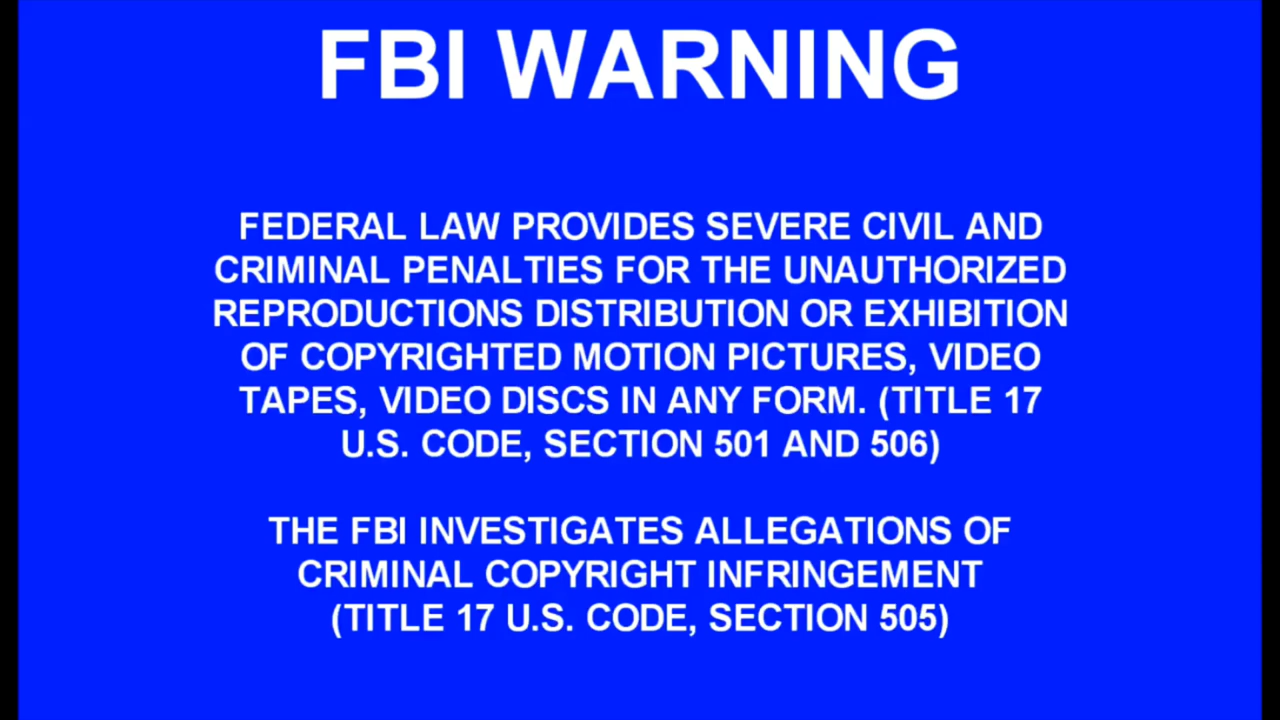 FBI WARNING
FEDERAL LAW PROVIDES SEVERE CIVIL AND
CRIMINAL PENALTIES FOR THE UNAUTHORIZED
REPRODUCTIONS DISTRIBUTION OR EXHIBITION
OF COPYRIGHTED MOTION PICTURES, VIDEO
TAPES, VIDEO DISCS IN ANY FORM. (TITLE 17
U.S. CODE, SECTION 501 AND 506)
THE FBI INVESTIGATES ALLEGATIONS OF
CRIMINAL COPYRIGHT INFRINGEMENT
(TITLE 17 U.S. CODE, SECTION 505)